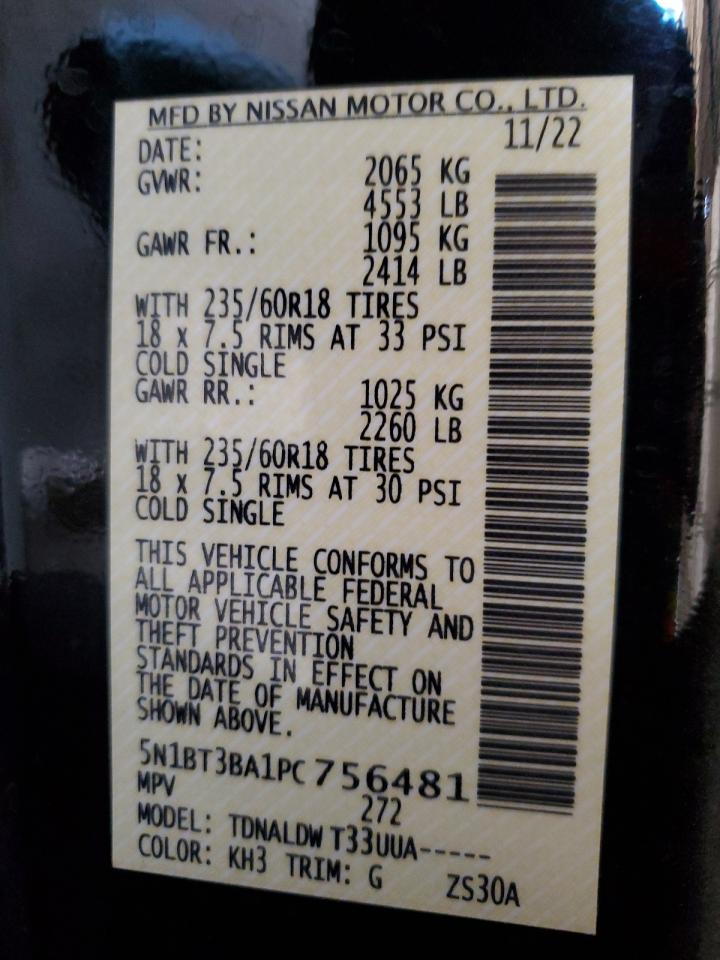 MFD BY NISSAN MOTOR CO., LTD.
DATE: 11/22
GVWR: 2065 KG
4553 LB
GAWR FR.: 1095 KG
2414 LB
WITH 235/60R18 TIRES
18 x 7.5 RIMS AT 33 PSI
COLD SINGLE
GAWR RR.: 1025 KG
2260 LB
WITH 235/60R18 TIRES
18 x 7.5 RIMS AT 30 PSI
COLD SINGLE
THIS VEHICLE CONFORMS TO
ALL APPLICABLE FEDERAL
MOTOR VEHICLE SAFETY AND
THEFT PREVENTION
STANDARDS IN EFFECT ON
THE DATE OF MANUFACTURE
SHOWN ABOVE.
5N1BT3BA1PC756481
MPV 272
MODEL: TDNALDW T33UUA-----
COLOR: KH3 TRIM: G ZS30A